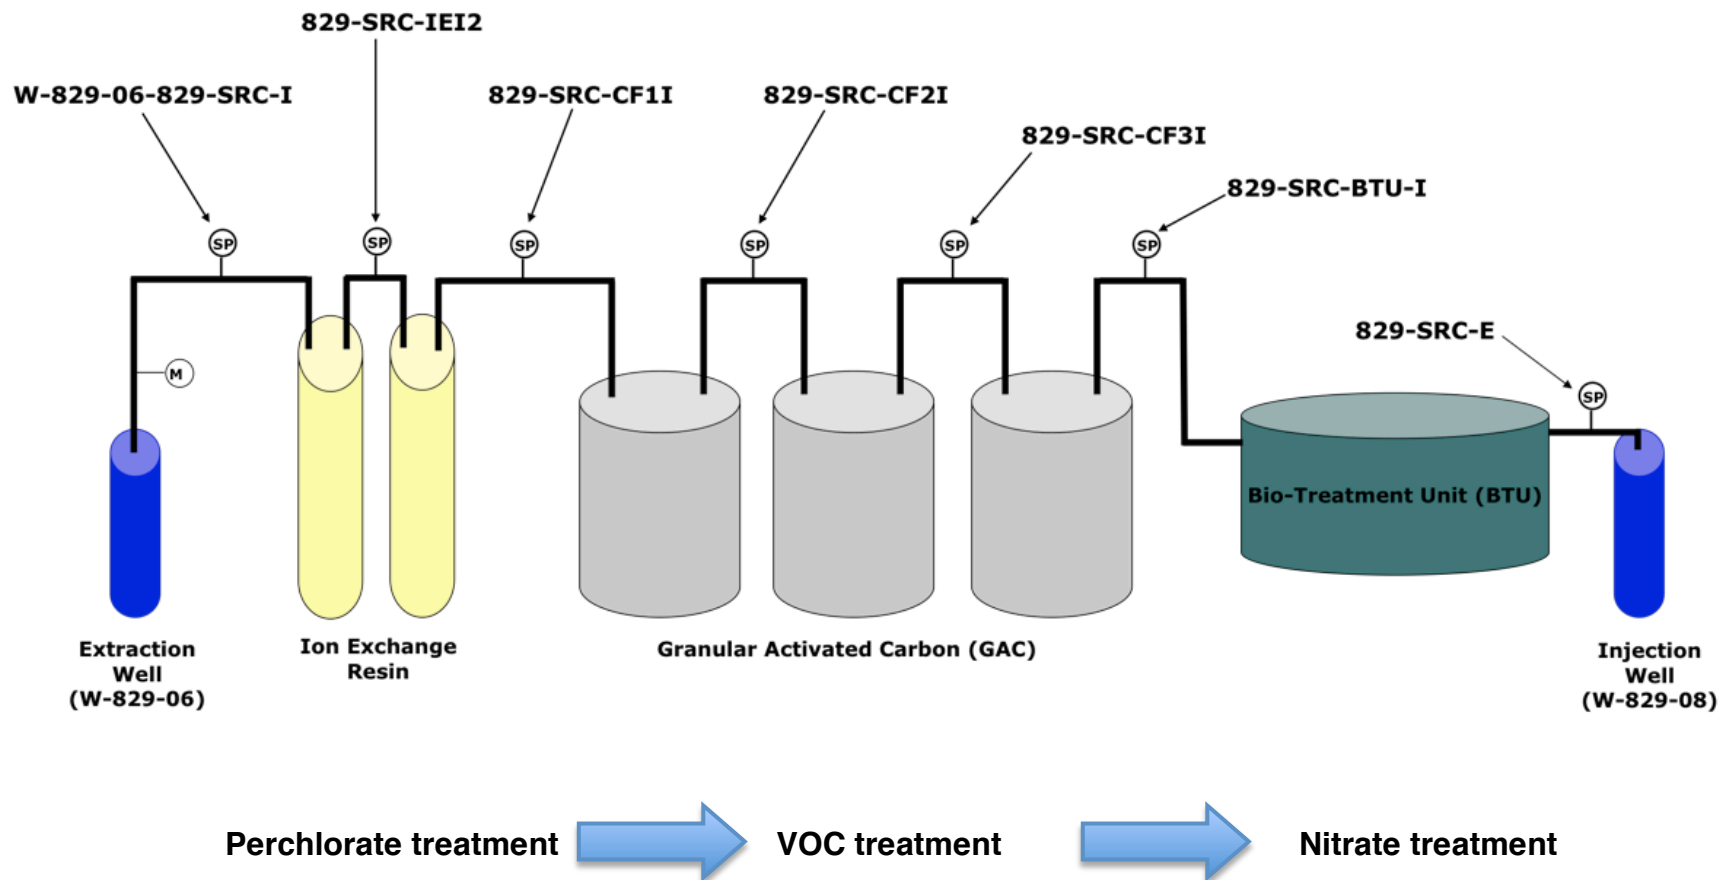 829-SRC-IEI2
W-829-06-829-SRC-I
829-SRC-CF1I
829-SRC-CF2I
829-SRC-CF3I
829-SRC-BTU-I
SP
SP
SP
SP
SP
SP
829-SRC-E
M
SP
Bio-Treatment Unit (BTU)
Extraction
Well
(W-829-06)
Ion Exchange
Resin
Granular Activated Carbon (GAC)
Injection
Well
(W-829-08)
Perchlorate treatment
VOC treatment
Nitrate treatment